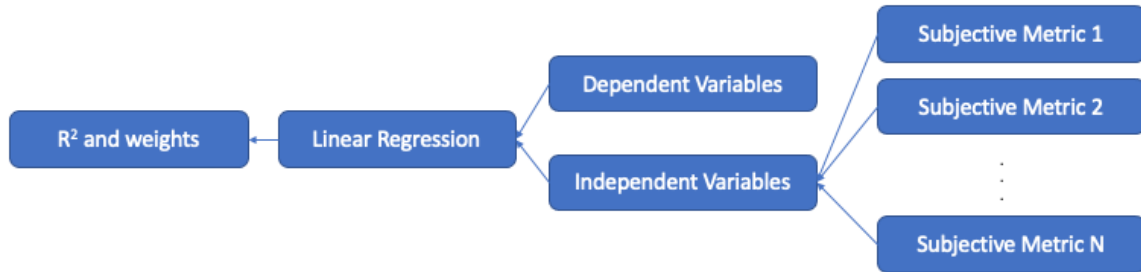 Subjective Metric 1
Dependent Variables
Subjective Metric 2
R² and weights
Linear Regression
Independent Variables
.
.
.
Subjective Metric N